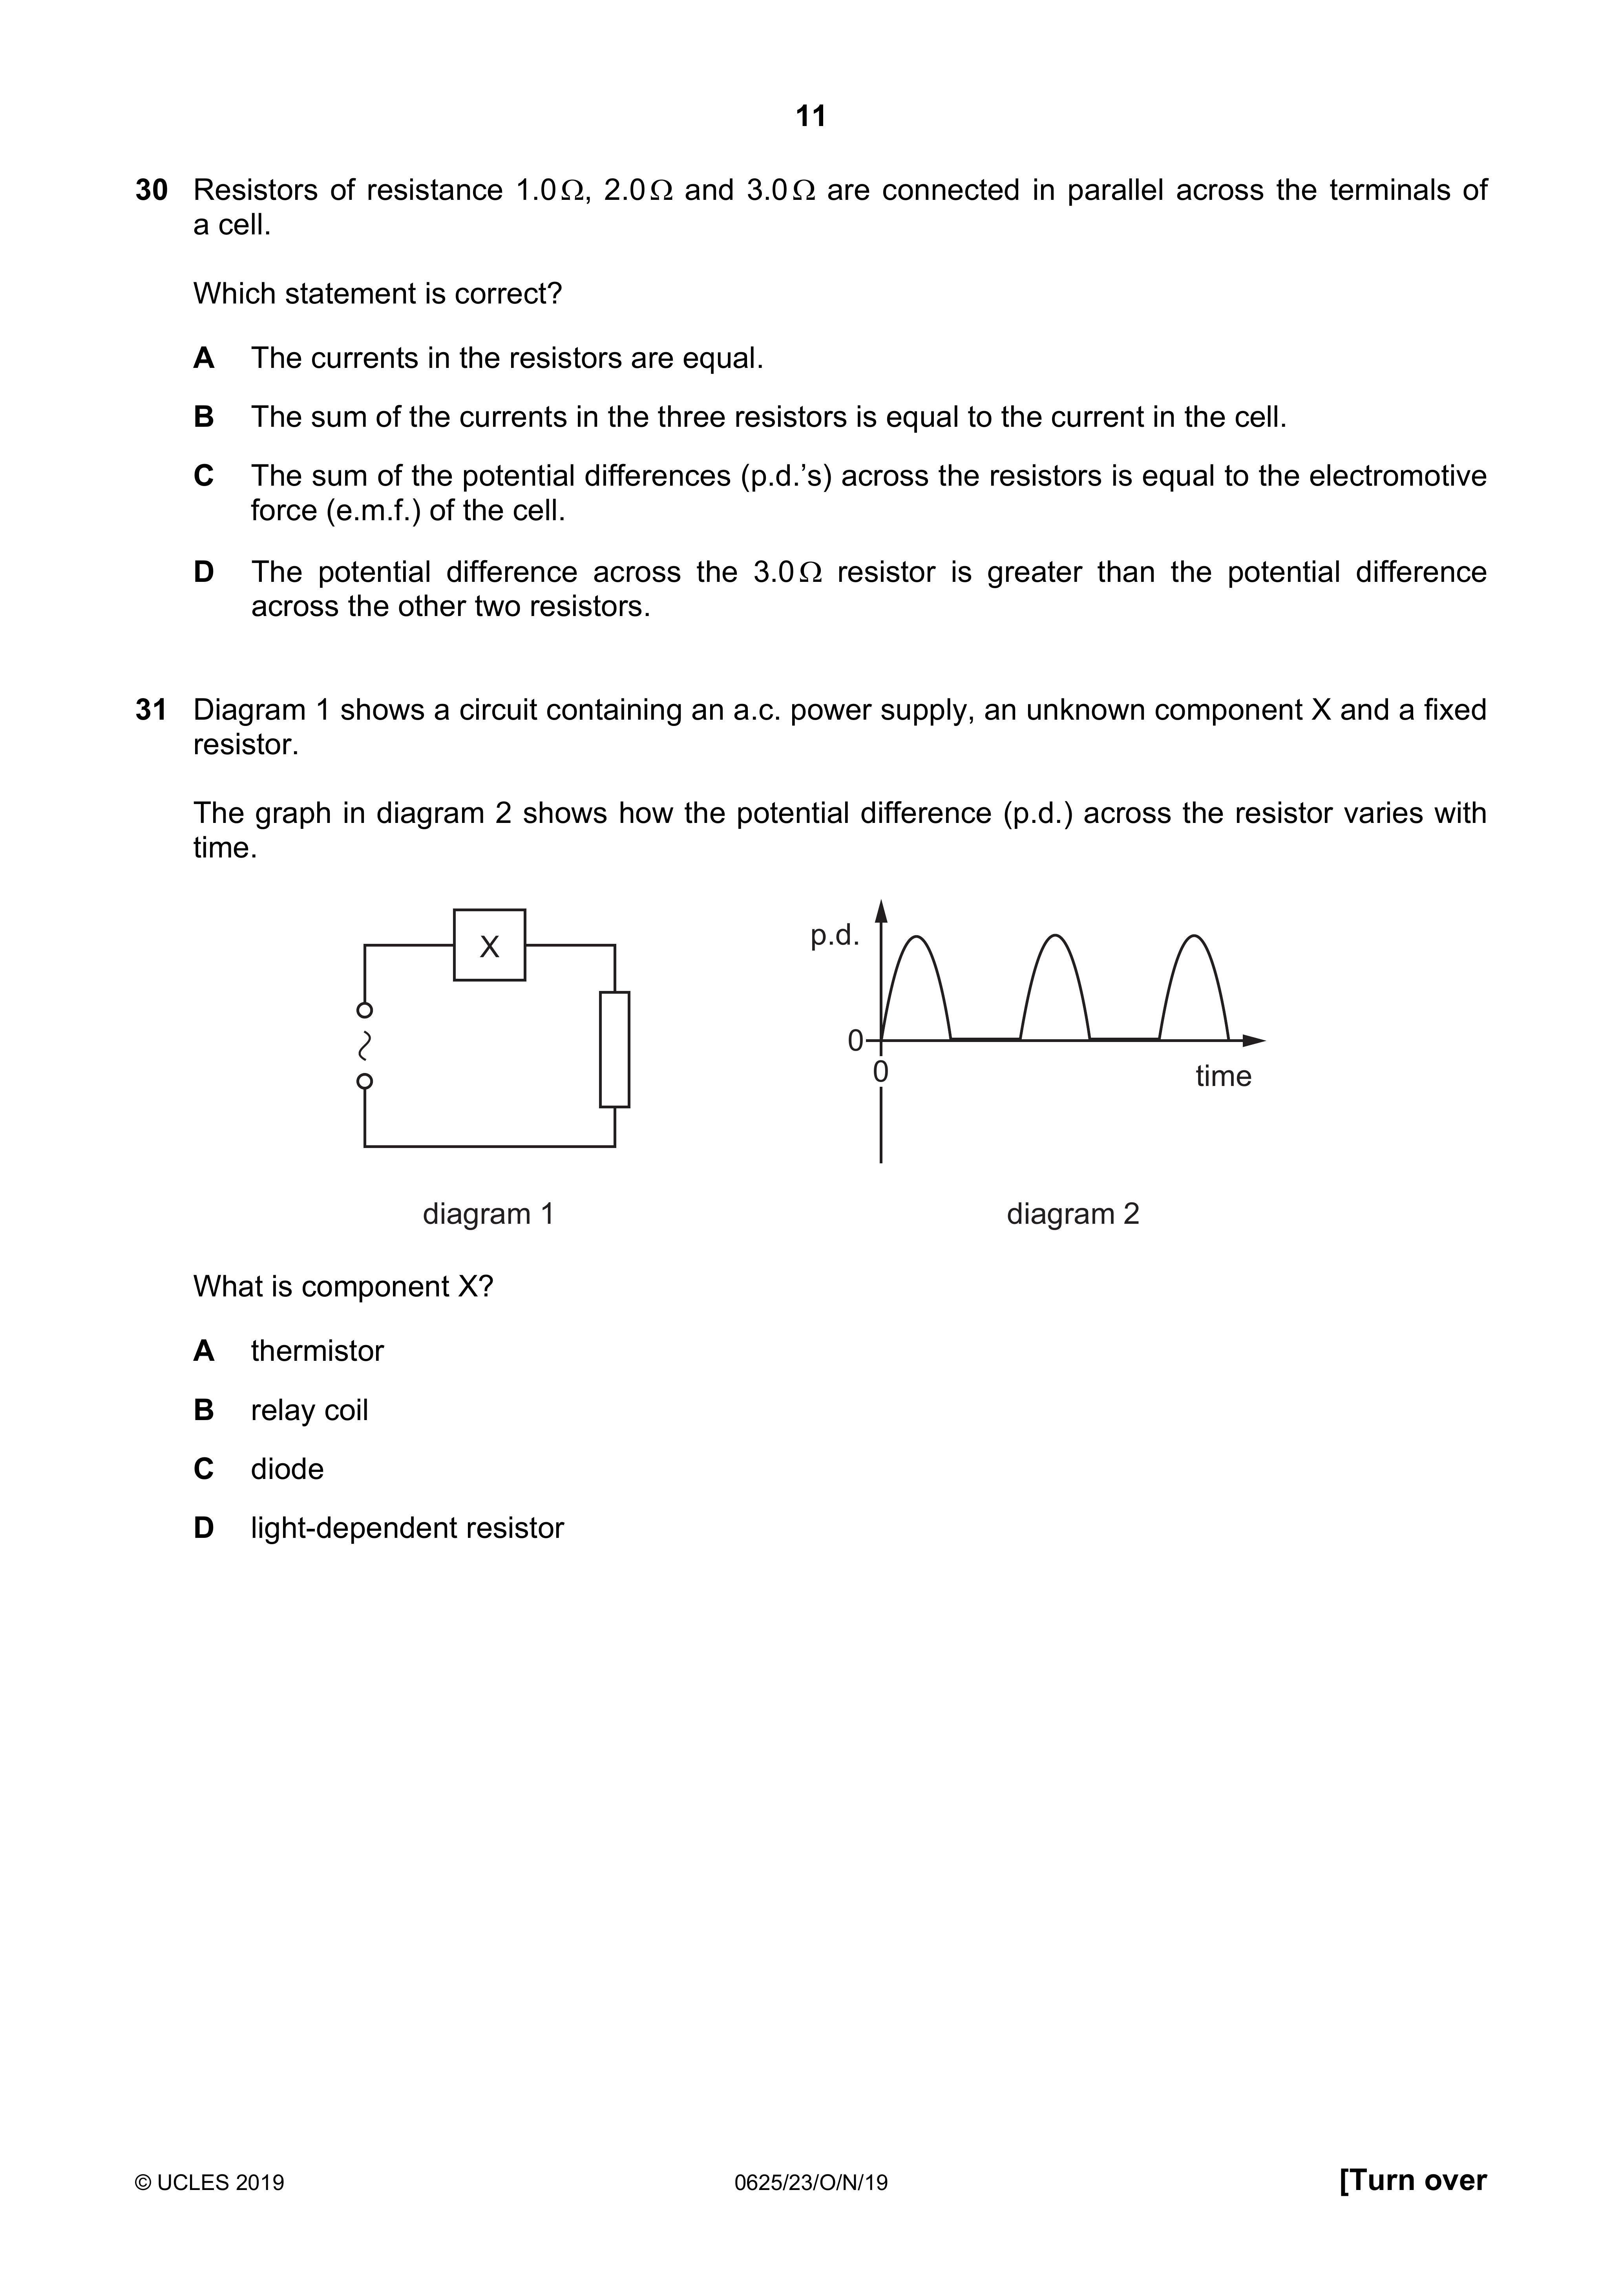 11
30 Resistors of resistance 1.0 Ω, 2.0 Ω and 3.0 Ω are connected in parallel across the terminals of
a cell.
Which statement is correct?
A The currents in the resistors are equal.
B The sum of the currents in the three resistors is equal to the current in the cell.
C The sum of the potential differences (p.d.’s) across the resistors is equal to the electromotive
force (e.m.f.) of the cell.
D The potential difference across the 3.0 Ω resistor is greater than the potential difference
across the other two resistors.
31 Diagram 1 shows a circuit containing an a.c. power supply, an unknown component X and a fixed
resistor.
The graph in diagram 2 shows how the potential difference (p.d.) across the resistor varies with
time.
X
p.d.
0
0
time
diagram 1
diagram 2
What is component X?
A thermistor
B relay coil
C diode
D light-dependent resistor
© UCLES 2019 0625/23/O/N/19 [Turn over